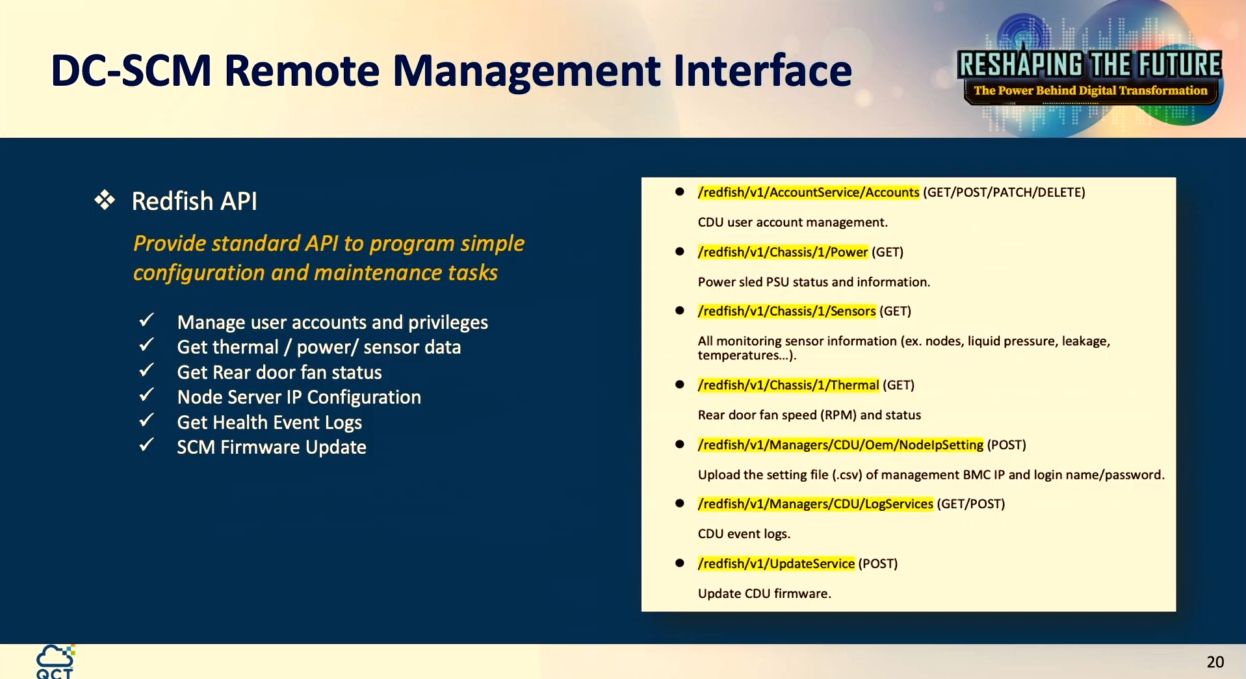 DC-SCM Remote Management Interface
RESHAPING THE FUTURE
The Power Behind Digital Transformation
❖ Redfish API
Provide standard API to program simple
configuration and maintenance tasks
✓ Manage user accounts and privileges
✓ Get thermal / power/ sensor data
✓ Get Rear door fan status
✓ Node Server IP Configuration
✓ Get Health Event Logs
✓ SCM Firmware Update
● /redfish/v1/AccountService/Accounts (GET/POST/PATCH/DELETE)
CDU user account management.
● /redfish/v1/Chassis/1/Power (GET)
Power sled PSU status and information.
● /redfish/v1/Chassis/1/Sensors (GET)
All monitoring sensor information (ex. nodes, liquid pressure, leakage,
temperatures...).
● /redfish/v1/Chassis/1/Thermal (GET)
Rear door fan speed (RPM) and status
● /redfish/v1/Managers/CDU/Oem/NodeIpSetting (POST)
Upload the setting file (.csv) of management BMC IP and login name/password.
● /redfish/v1/Managers/CDU/LogServices (GET/POST)
CDU event logs.
● /redfish/v1/UpdateService (POST)
Update CDU firmware.
QCT
20